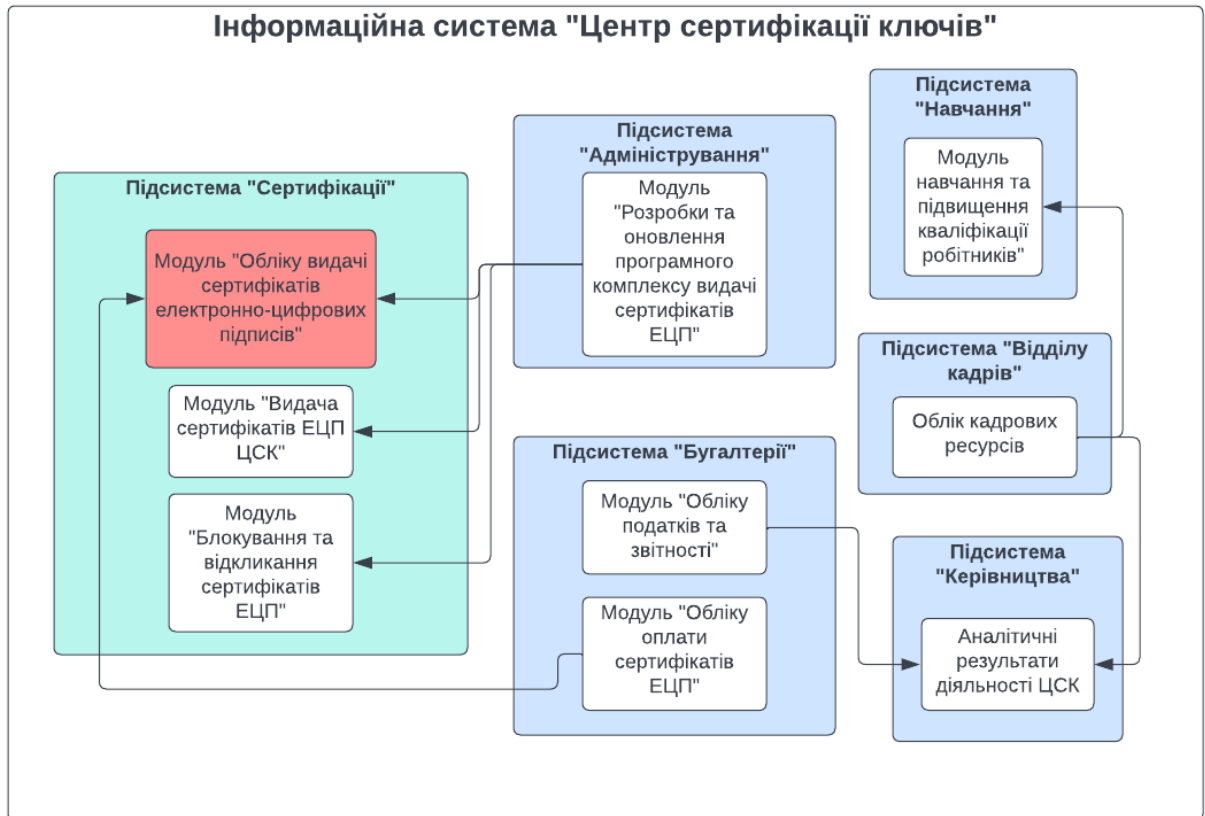 Інформаційна система "Центр сертифікації ключів"
Підсистема "Сертифікації"
Модуль "Обліку видачі
сертифікатів
електронно-цифрових
підписів"
Модуль "Видача
сертифікатів ЕЦП
ЦСК"
Модуль
"Блокування та
відкликання
сертифікатів
ЕЦП"
Підсистема
"Адміністрування"
Модуль
"Розробки та
оновлення
програмного
комплексу видачі
сертифікатів
ЕЦП"
Підсистема "Бугалтерії"
Модуль "Обліку
податків та
звітності"
Модуль "Обліку
оплати
сертифікатів
ЕЦП"
Підсистема
"Навчання"
Модуль
навчання та
підвищення
кваліфікації
робітників"
Підсистема "Відділу
кадрів"
Облік кадрових
ресурсів
Підсистема
"Керівництва"
Аналітичні
результати
діяльності ЦСК